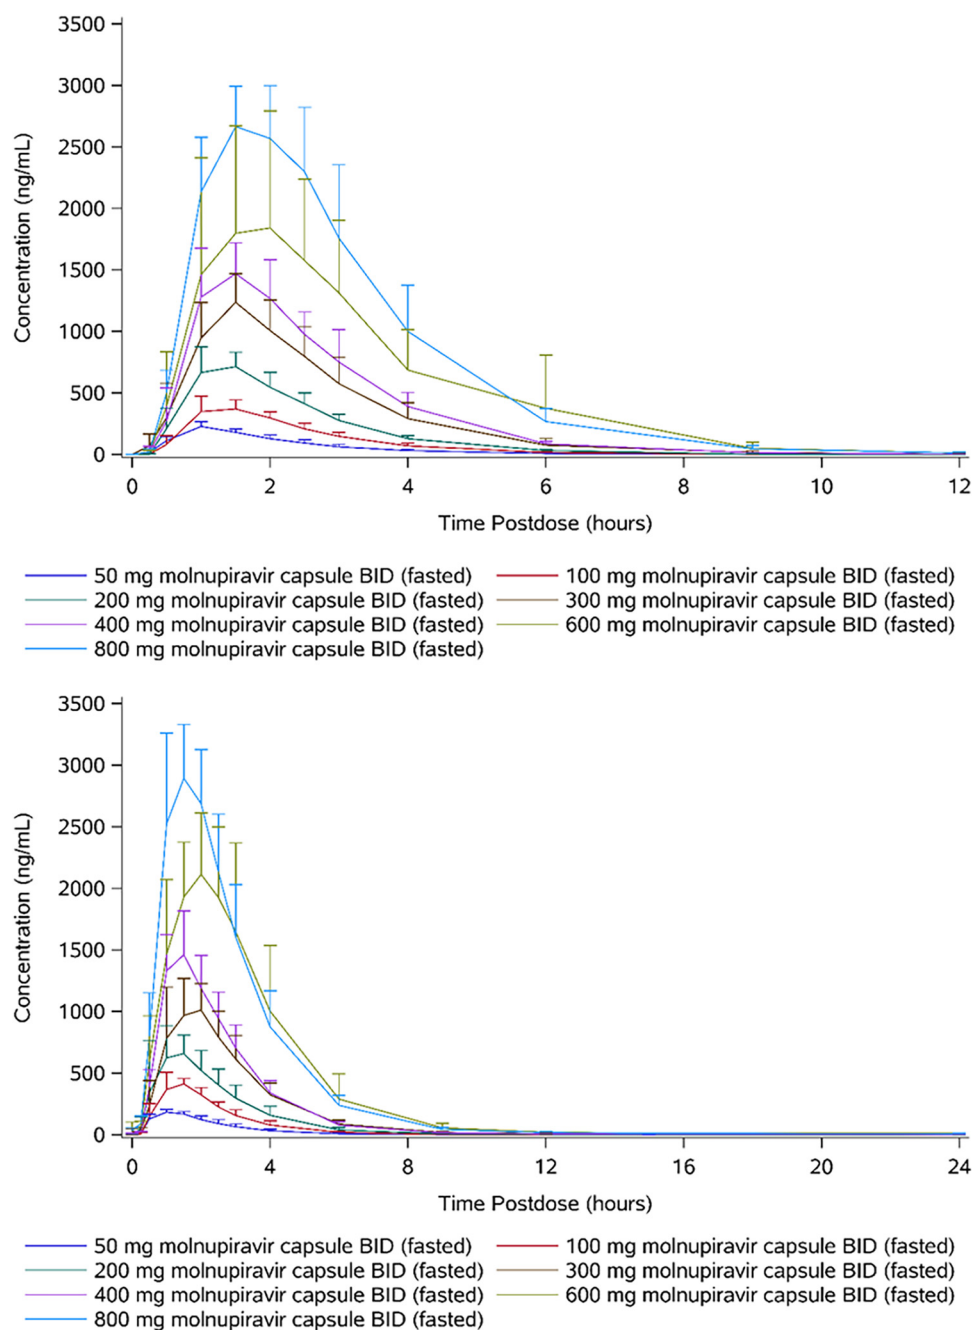 3500
3000
2500
2000
1500
1000
500
0
Concentration (ng/mL)
0 2 4 6 8 10 12
Time Postdose (hours)
50 mg molnupiravir capsule BID (fasted) 100 mg molnupiravir capsule BID (fasted)
200 mg molnupiravir capsule BID (fasted) 300 mg molnupiravir capsule BID (fasted)
400 mg molnupiravir capsule BID (fasted) 600 mg molnupiravir capsule BID (fasted)
800 mg molnupiravir capsule BID (fasted)
3500
3000
2500
2000
1500
1000
500
0
Concentration (ng/mL)
0 4 8 12 16 20 24
Time Postdose (hours)
50 mg molnupiravir capsule BID (fasted) 100 mg molnupiravir capsule BID (fasted)
200 mg molnupiravir capsule BID (fasted) 300 mg molnupiravir capsule BID (fasted)
400 mg molnupiravir capsule BID (fasted) 600 mg molnupiravir capsule BID (fasted)
800 mg molnupiravir capsule BID (fasted)